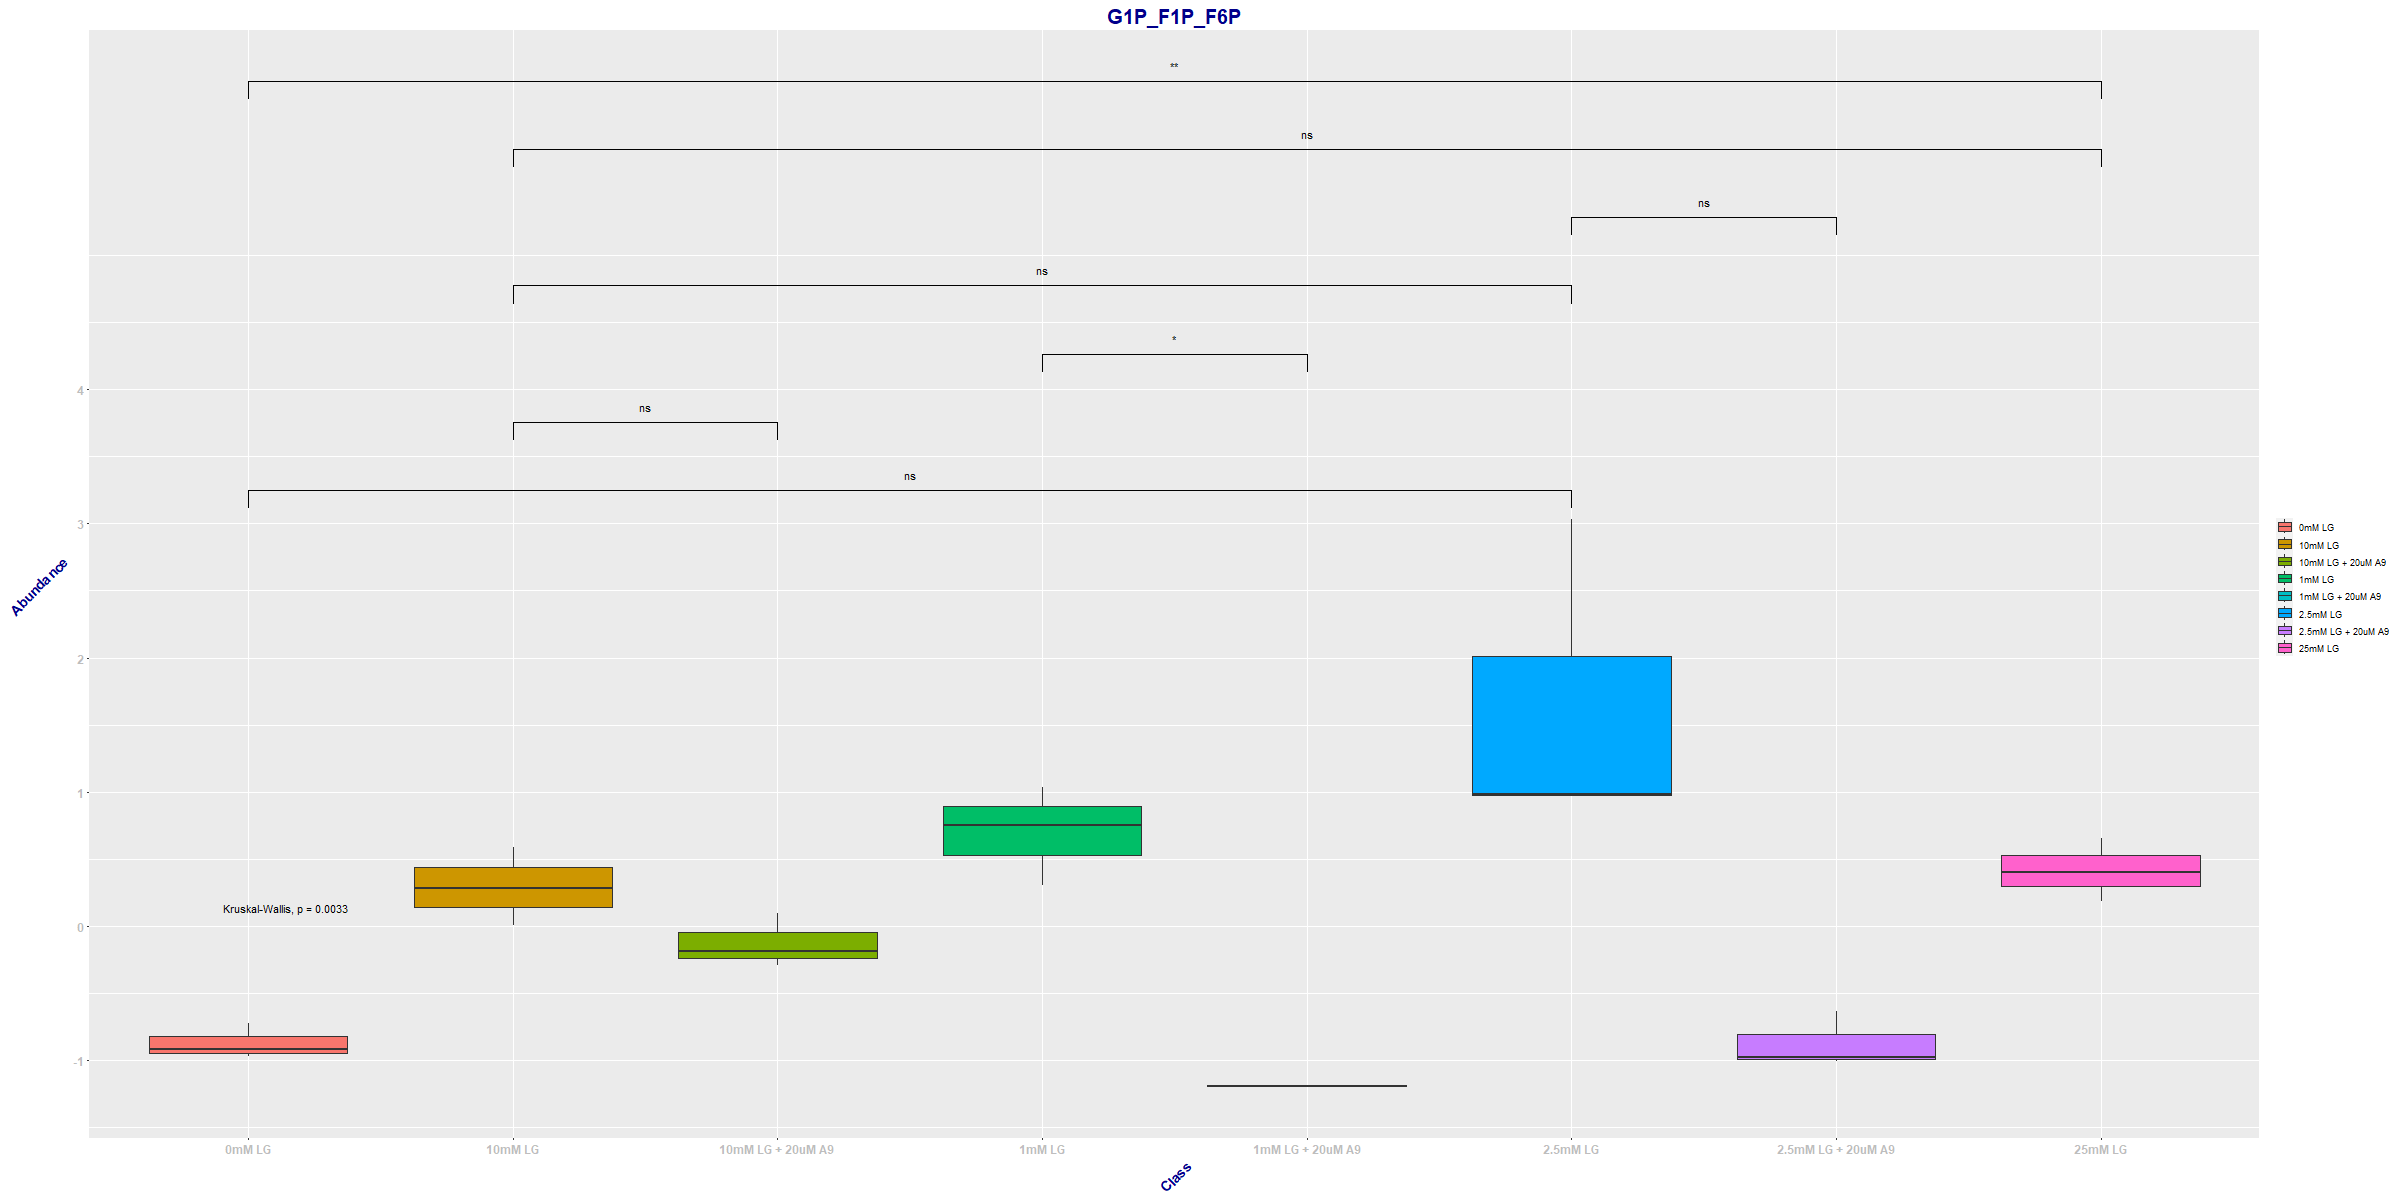 G1P_F1P_F6P
**
ns
ns
ns
*
ns
ns
4
3
2
1
0
-1
Abundance
Kruskal-Wallis, p = 0.0033
0mM LG
10mM LG
10mM LG + 20uM A9
1mM LG
1mM LG + 20uM A9
2.5mM LG
2.5mM LG + 20uM A9
25mM LG
Class
0mM LG
10mM LG
10mM LG + 20uM A9
1mM LG
1mM LG + 20uM A9
2.5mM LG
2.5mM LG + 20uM A9
25mM LG